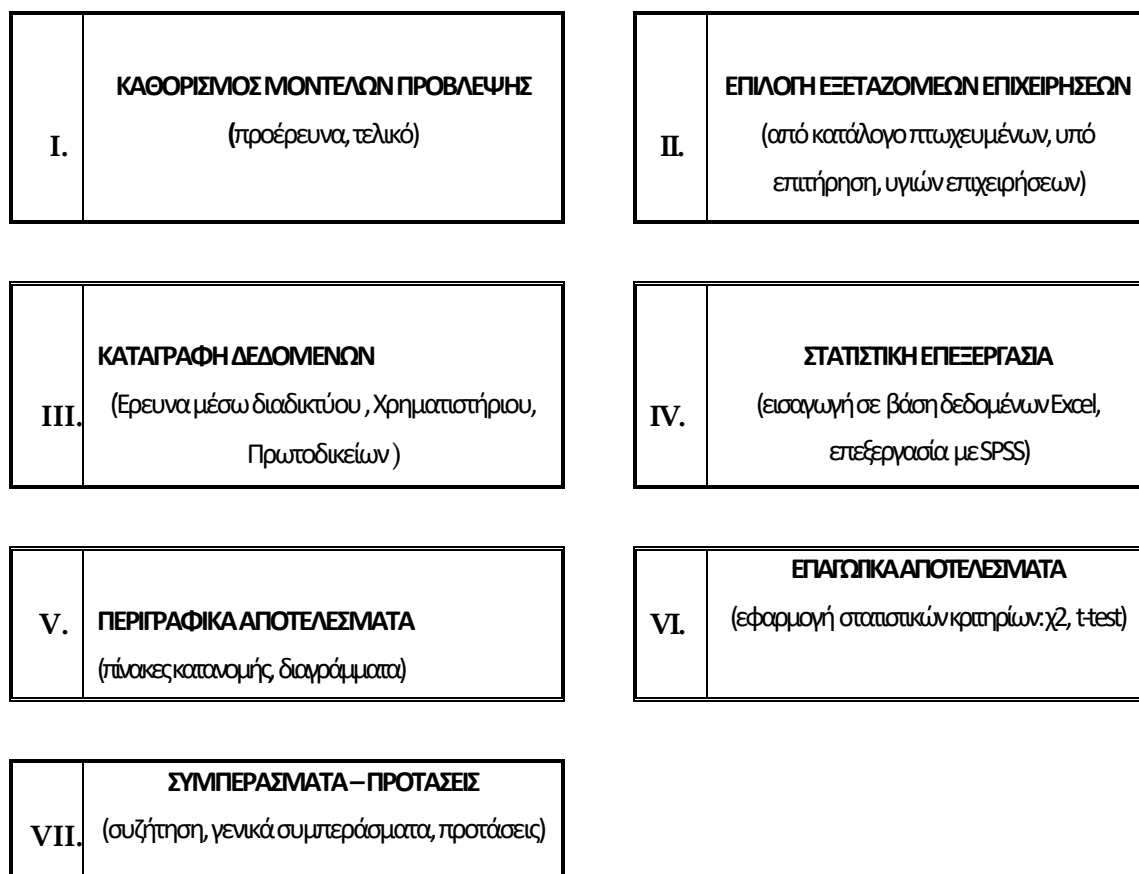 I.
ΚΑΘΟΡΙΣΜΟΣ ΜΟΝΤΕΛΩΝ ΠΡΟΒΛΕΨΗΣ
(προέρευνα, τελικό)
II.
ΕΠΙΛΟΓΗ ΕΞΕΤΑΖΟΜΕΩΝ ΕΠΙΧΕΙΡΗΣΕΩΝ
(από κατάλογο πτωχευμένων, υπό
επιτήρηση, υγιών επιχειρήσεων)
III.
ΚΑΤΑΓΡΑΦΗ ΔΕΔΟΜΕΝΩΝ
(Ερευνα μέσω διαδικτύου , Χρηματιστήριου,
Πρωτοδικείων )
IV.
ΣΤΑΤΙΣΤΙΚΗ ΕΠΕΞΕΡΓΑΣΙΑ
(εισαγωγή σε βάση δεδομένων Excel,
επεξεργασία με SPSS)
V.
ΠΕΡΙΓΡΑΦΙΚΑ ΑΠΟΤΕΛΕΣΜΑΤΑ
(πίνακες κατανομής, διαγράμματα)
VI.
ΕΠΑΓΩΓΙΚΑ ΑΠΟΤΕΛΕΣΜΑΤΑ
(εφαρμογή στατιστικών κριτηρίων: χ2, t-test)
VII.
ΣΥΜΠΕΡΑΣΜΑΤΑ – ΠΡΟΤΑΣΕΙΣ
(συζήτηση, γενικά συμπεράσματα, προτάσεις)